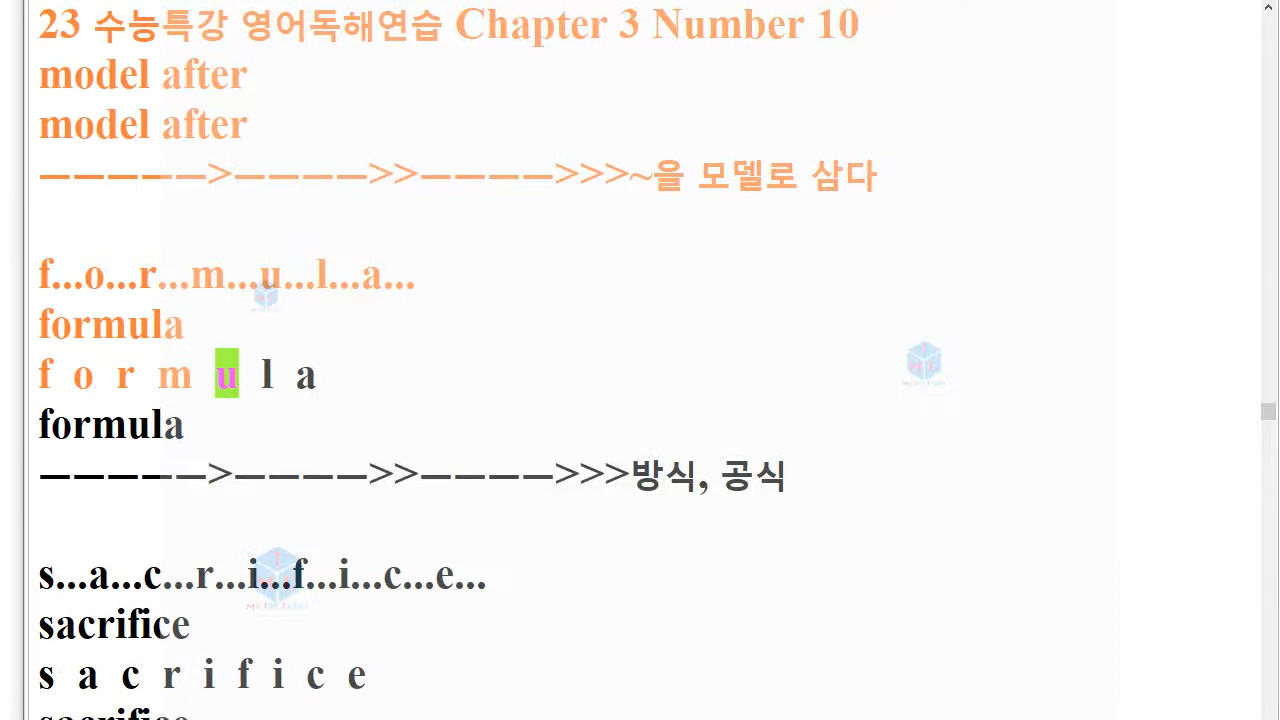 23 수능특강 영어독해연습 Chapter 3 Number 10
model after
model after
—————>————>>————>>>~을 모델로 삼다
f...o...r...m...u...l...a...
formula
f o r m u l a
formula
—————>————>>————>>>방식, 공식
s...a...c...r...i...f...i...c...e...
sacrifice
s a c r i f i c e
sacrifice